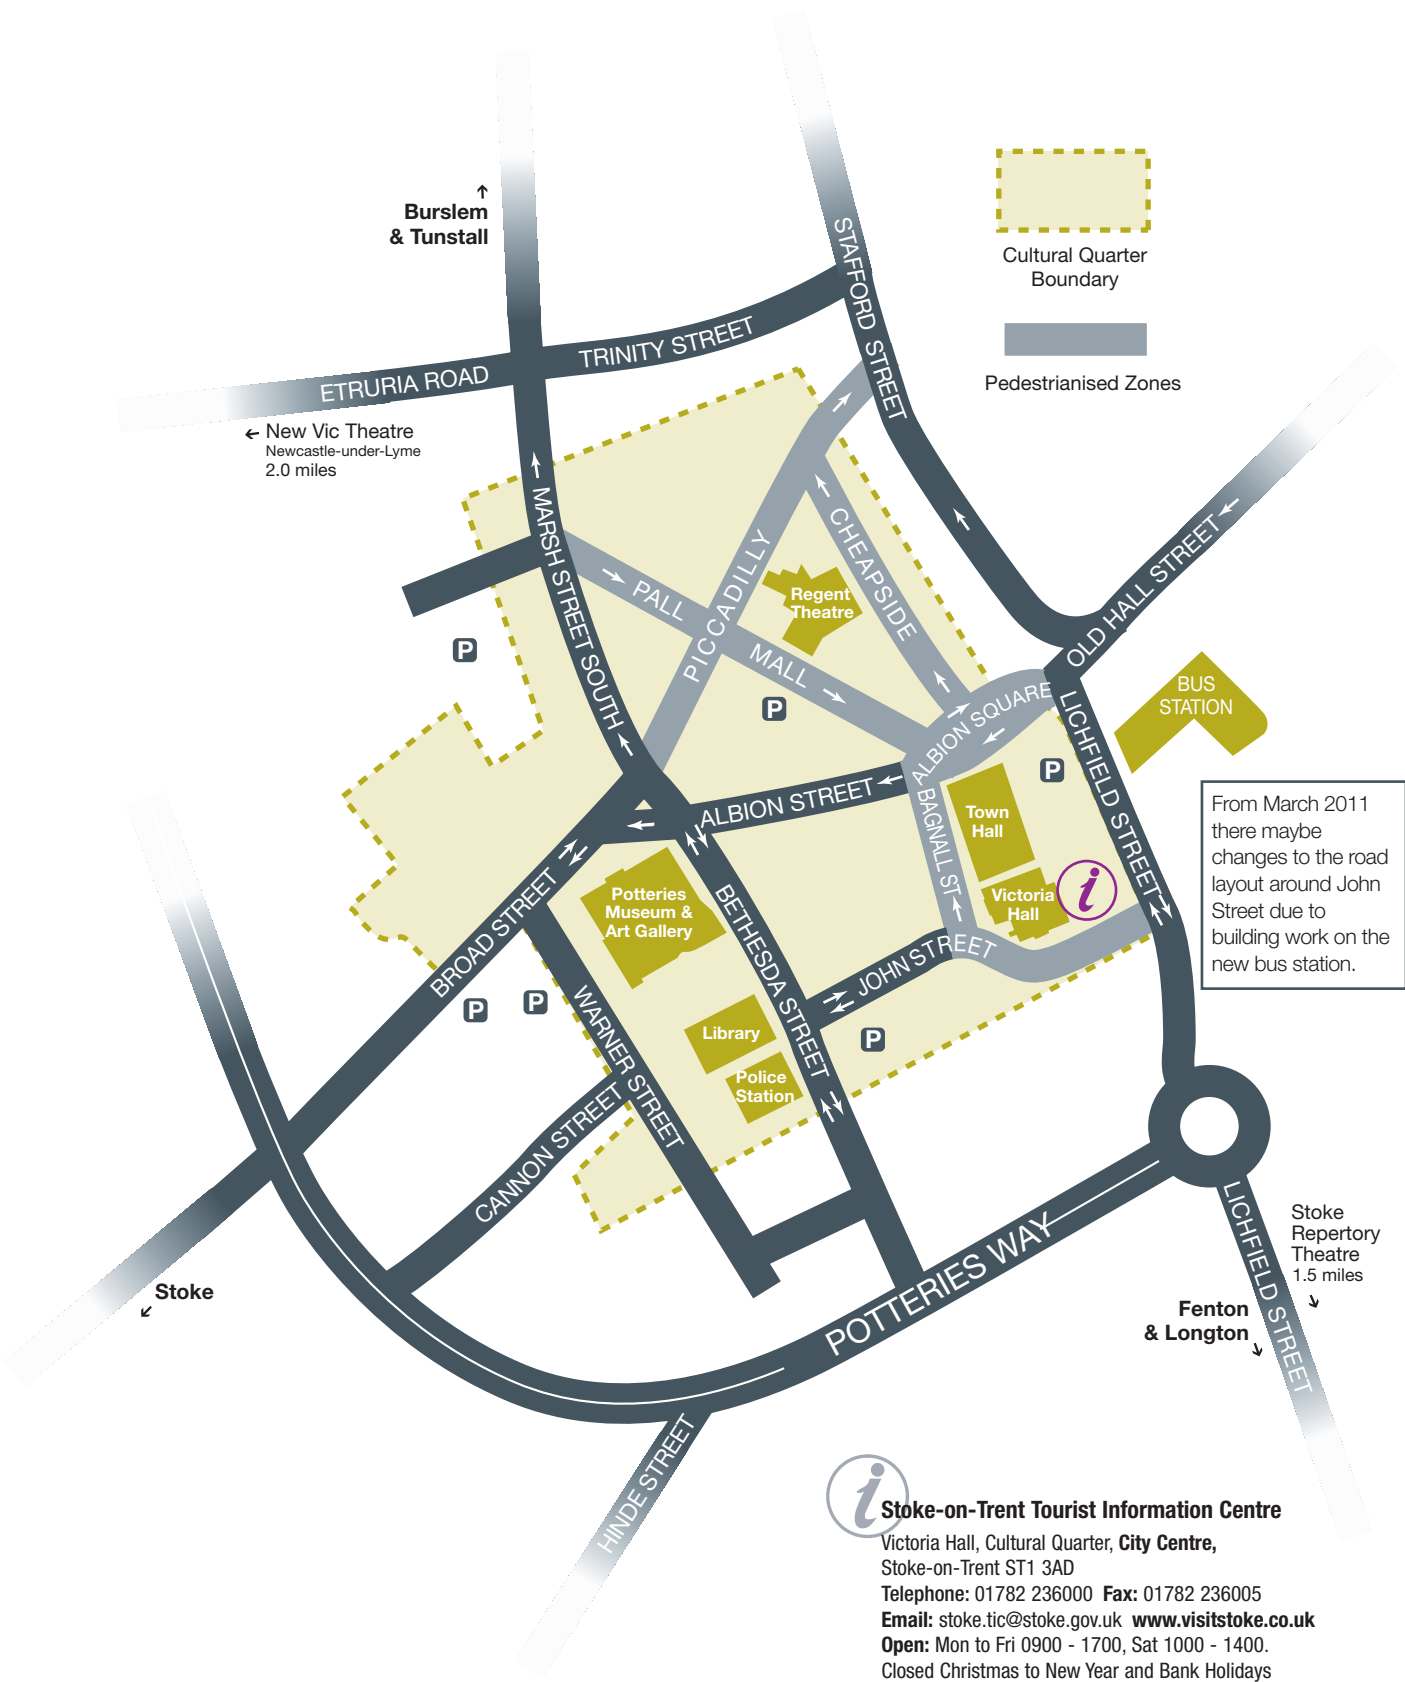 Burslem
& Tunstall
STAFFORD STREET
Cultural Quarter
Boundary
Pedestrianised Zones
TRINITY STREET
ETRURIA ROAD
New Vic Theatre
Newcastle-under-Lyme
2.0 miles
MARSH STREET SOUTH
PALL MALL
PICCADILLY
CHEAPSIDE
Regent
Theatre
OLD HALL STREET
P
P
P
ALBION SQUARE
BUS
STATION
LICHFIELD STREET
ALBION STREET
BAGNALL ST
Town
Hall
Victoria
Hall
i
From March 2011
there maybe
changes to the road
layout around John
Street due to
building work on the
new bus station.
Potteries
Museum &
Art Gallery
BROAD STREET
BETHESDA STREET
JOHN STREET
P
P
P
WARNER STREET
Library
Police
Station
CANNON STREET
POTTERIES WAY
LICHFIELD STREET
Stoke
Repertory
Theatre
1.5 miles
Stoke
Fenton
& Longton
HINDE STREET
i
Stoke-on-Trent Tourist Information Centre
Victoria Hall, Cultural Quarter, City Centre,
Stoke-on-Trent ST1 3AD
Telephone: 01782 236000 Fax: 01782 236005
Email: stoke.tic@stoke.gov.uk www.visitstoke.co.uk
Open: Mon to Fri 0900 - 1700, Sat 1000 - 1400.
Closed Christmas to New Year and Bank Holidays